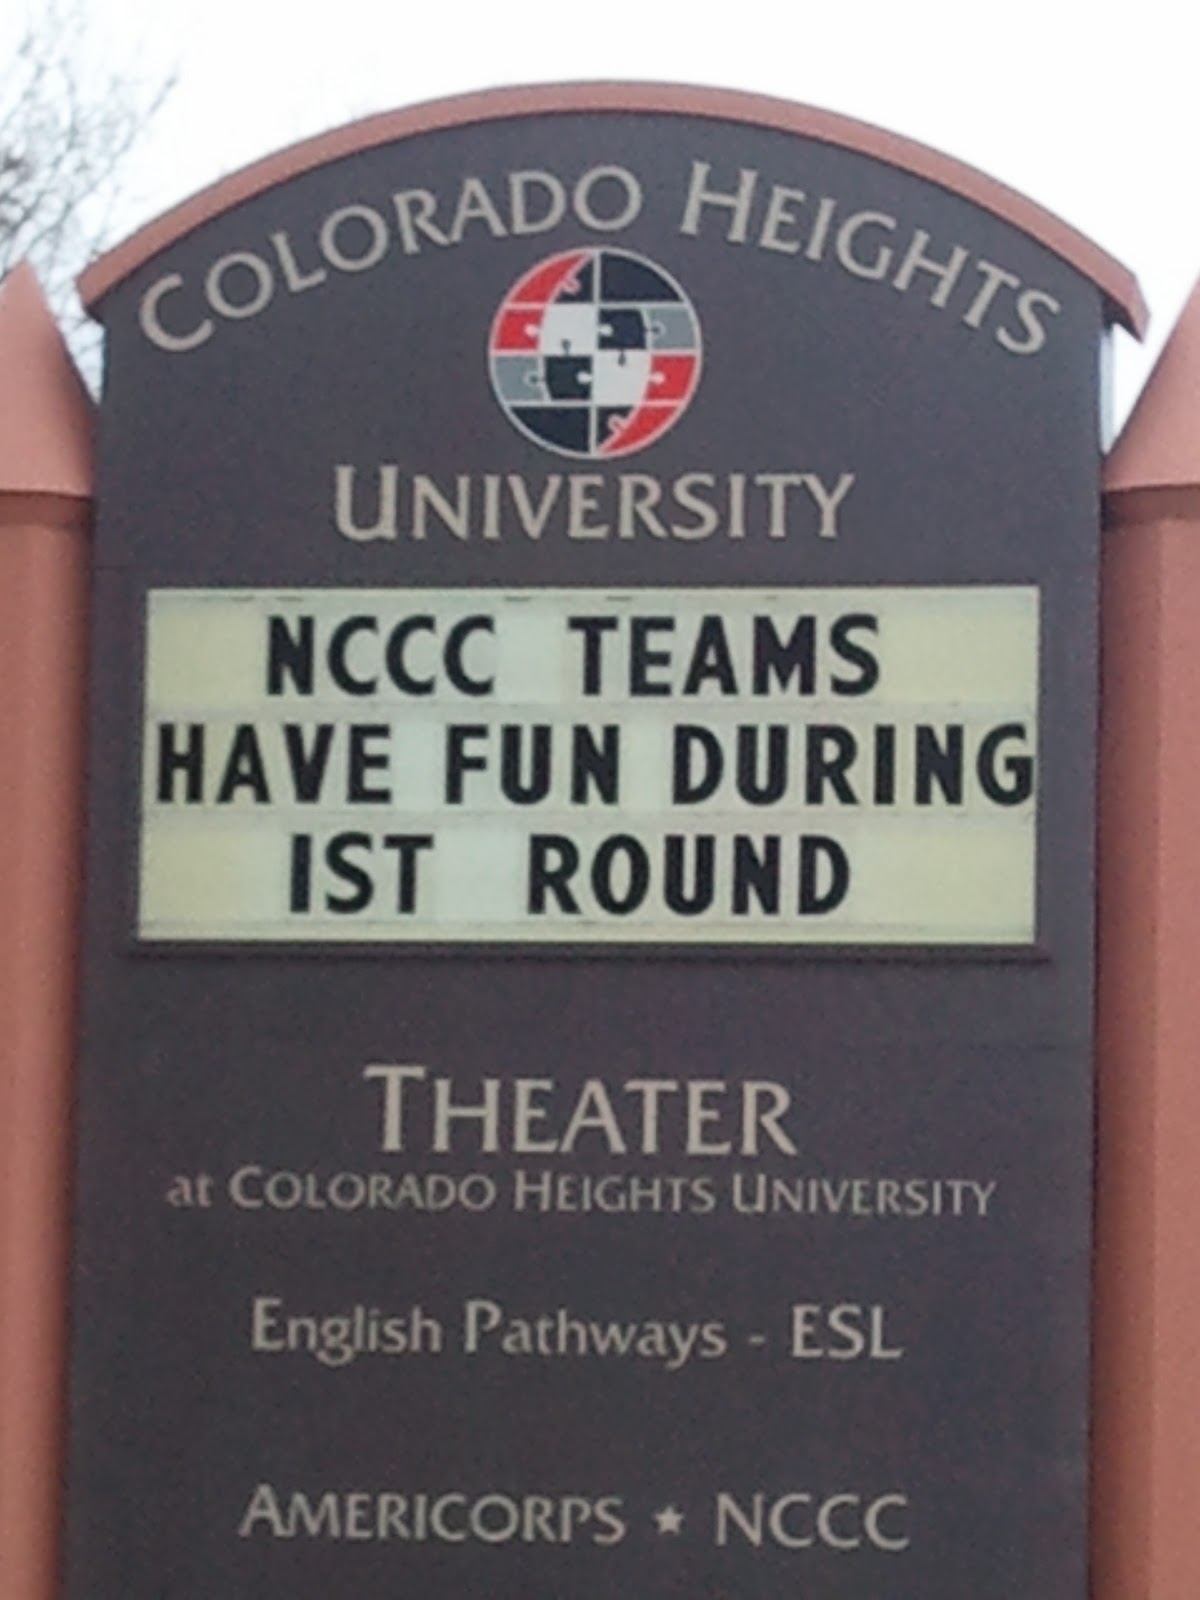 COLORADO HEIGHTS
UNIVERSITY
NCCC TEAMS
HAVE FUN DURING
IST ROUND
THEATER
at COLORADO HEIGHTS UNIVERSITY
English Pathways - ESL
AMERICORPS ★ NCCC